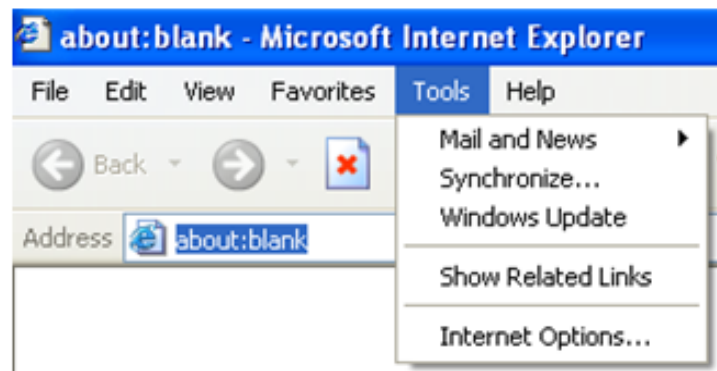 about:blank - Microsoft Internet Explorer
File Edit View Favorites Tools Help
Back
Address about:blank
Mail and News
Synchronize...
Windows Update
Show Related Links
Internet Options...